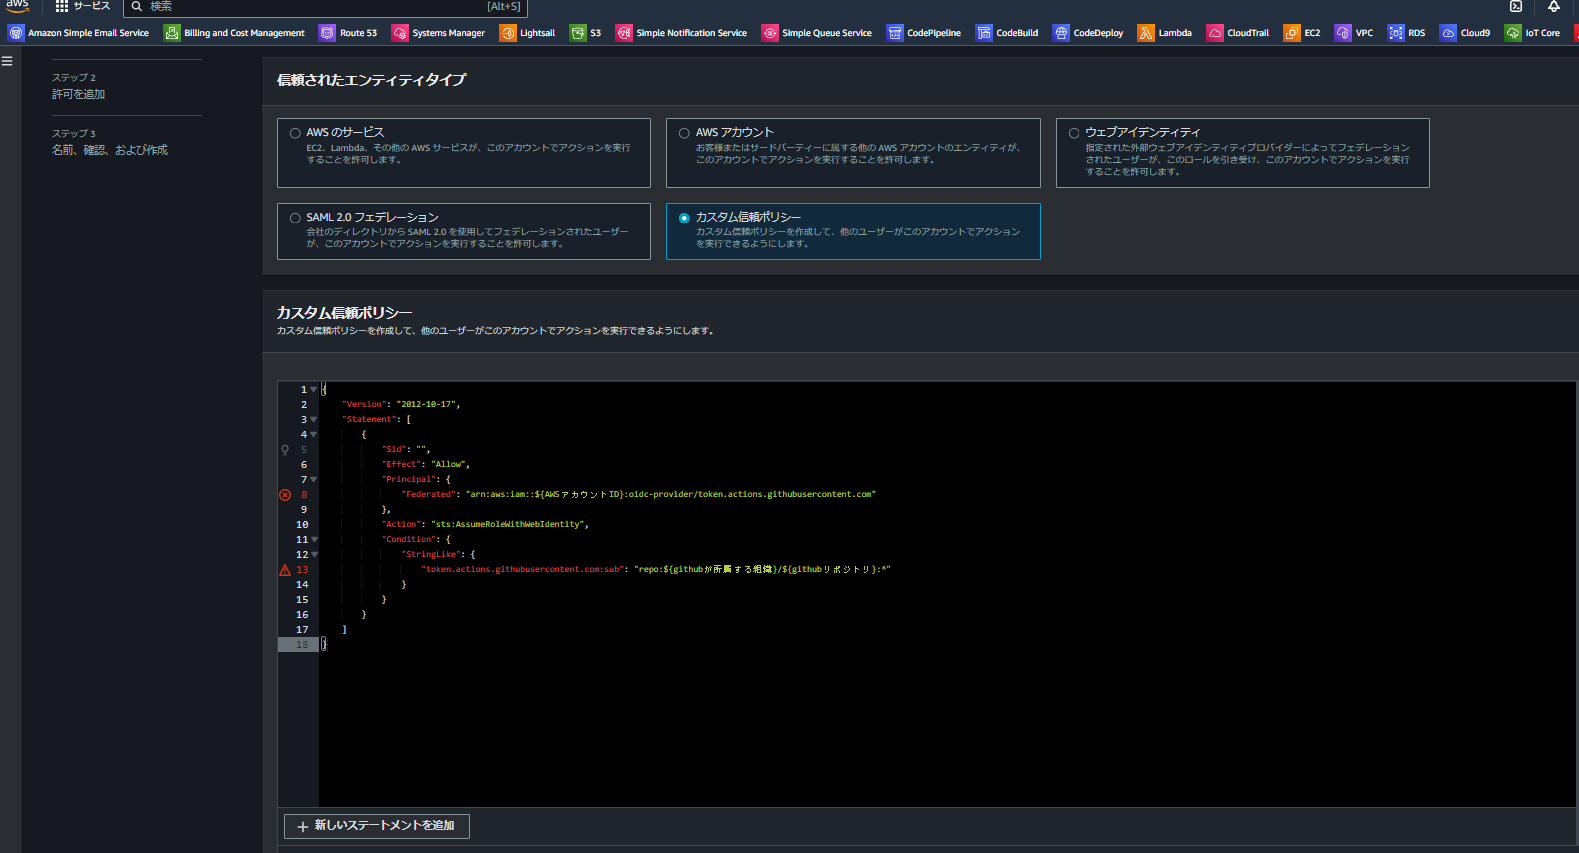 aws
サービス
検索
[Alt+S]
Amazon Simple Email Service
Billing and Cost Management
Route 53
Systems Manager
Lightsail
S3
Simple Notification Service
Simple Queue Service
CodePipeline
CodeBuild
CodeDeploy
Lambda
CloudTrail
EC2
VPC
RDS
Cloud9
IoT Core
ステップ 2
許可を追加
ステップ 3
名前、確認、および作成
信頼されたエンティティタイプ
AWS のサービス
EC2、Lambda、その他の AWS サービスが、このアカウントでアクションを実行
することを許可します。
AWS アカウント
お客様またはサードパーティーに属する他の AWS アカウントのエンティティが、
このアカウントでアクションを実行することを許可します。
ウェブアイデンティティ
指定された外部ウェブアイデンティティプロバイダーによってフェデレーション
されたユーザーが、このロールを引き受け、このアカウントでアクションを実行
することを許可します。
SAML 2.0 フェデレーション
会社のディレクトリから SAML 2.0 を使用してフェデレーションされたユーザー
が、このアカウントでアクションを実行することを許可します。
カスタム信頼ポリシー
カスタム信頼ポリシーを作成して、他のユーザーがこのアカウントでアクション
を実行できるようにします。
カスタム信頼ポリシー
カスタム信頼ポリシーを作成して、他のユーザーがこのアカウントでアクションを実行できるようにします。
1 {
2 "Version": "2012-10-17",
3 "Statement": [
4 {
5 "Sid": "",
6 "Effect": "Allow",
7 "Principal": {
8 "Federated": "arn:aws:iam::${AWSアカウントID}:oidc-provider/token.actions.githubusercontent.com"
9 },
10 "Action": "sts:AssumeRoleWithWebIdentity",
11 "Condition": {
12 "StringLike": {
13 "token.actions.githubusercontent.com:sub": "repo:${githubが所属する組織}/${githubリポジトリ}:*"
14 }
15 }
16 }
17 ]
18 }
新しいステートメントを追加